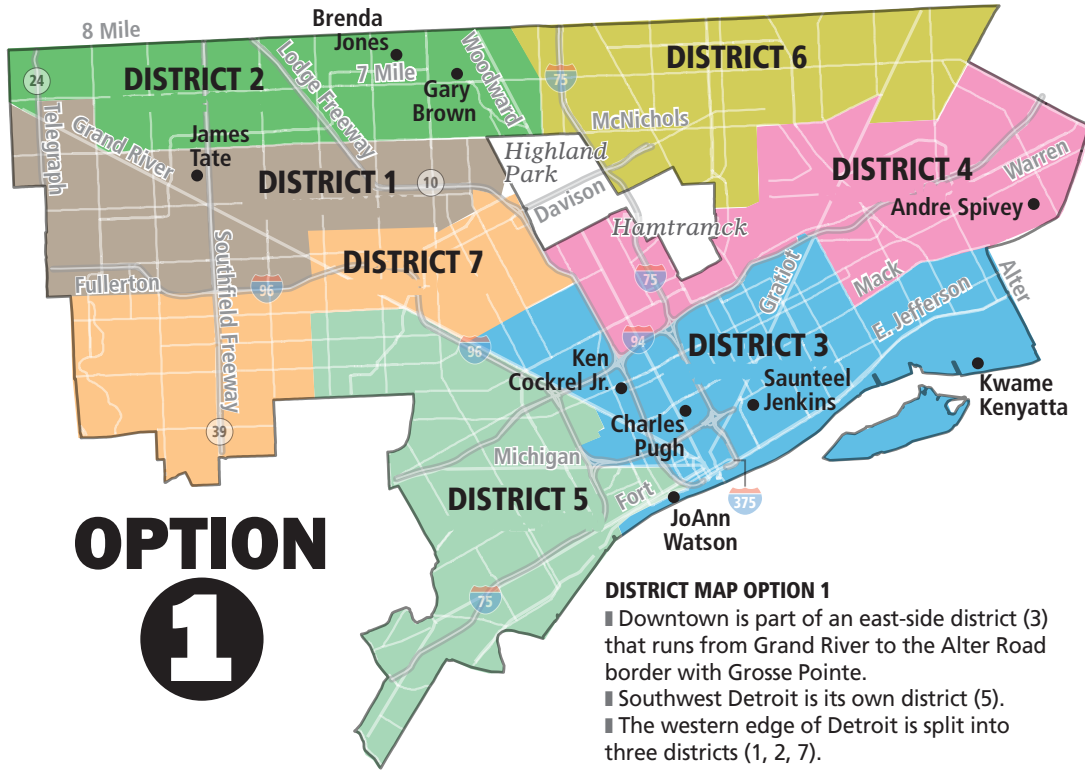 8 Mile
Brenda
Jones
7 Mile
Woodward
75
DISTRICT 6
24
DISTRICT 2
Lodge Freeway
Gary
Brown
Telegraph
Grand River
James
Tate
McNichols
Highland
Park
DISTRICT 4
Warren
DISTRICT 1
10
Davison
Andre Spivey
Hamtramck
Southfield Freeway
DISTRICT 7
Fullerton
96
75
Gratiot
Mack
Alter
E. Jefferson
96
94
DISTRICT 3
Ken
Cockrel Jr.
Saunteel
Jenkins
Kwame
Kenyatta
39
Charles
Pugh
Michigan
DISTRICT 5
Fort
375
JoAnn
Watson
75
OPTION
1
DISTRICT MAP OPTION 1
▮ Downtown is part of an east-side district (3)
that runs from Grand River to the Alter Road
border with Grosse Pointe.
▮ Southwest Detroit is its own district (5).
▮ The western edge of Detroit is split into
three districts (1, 2, 7).